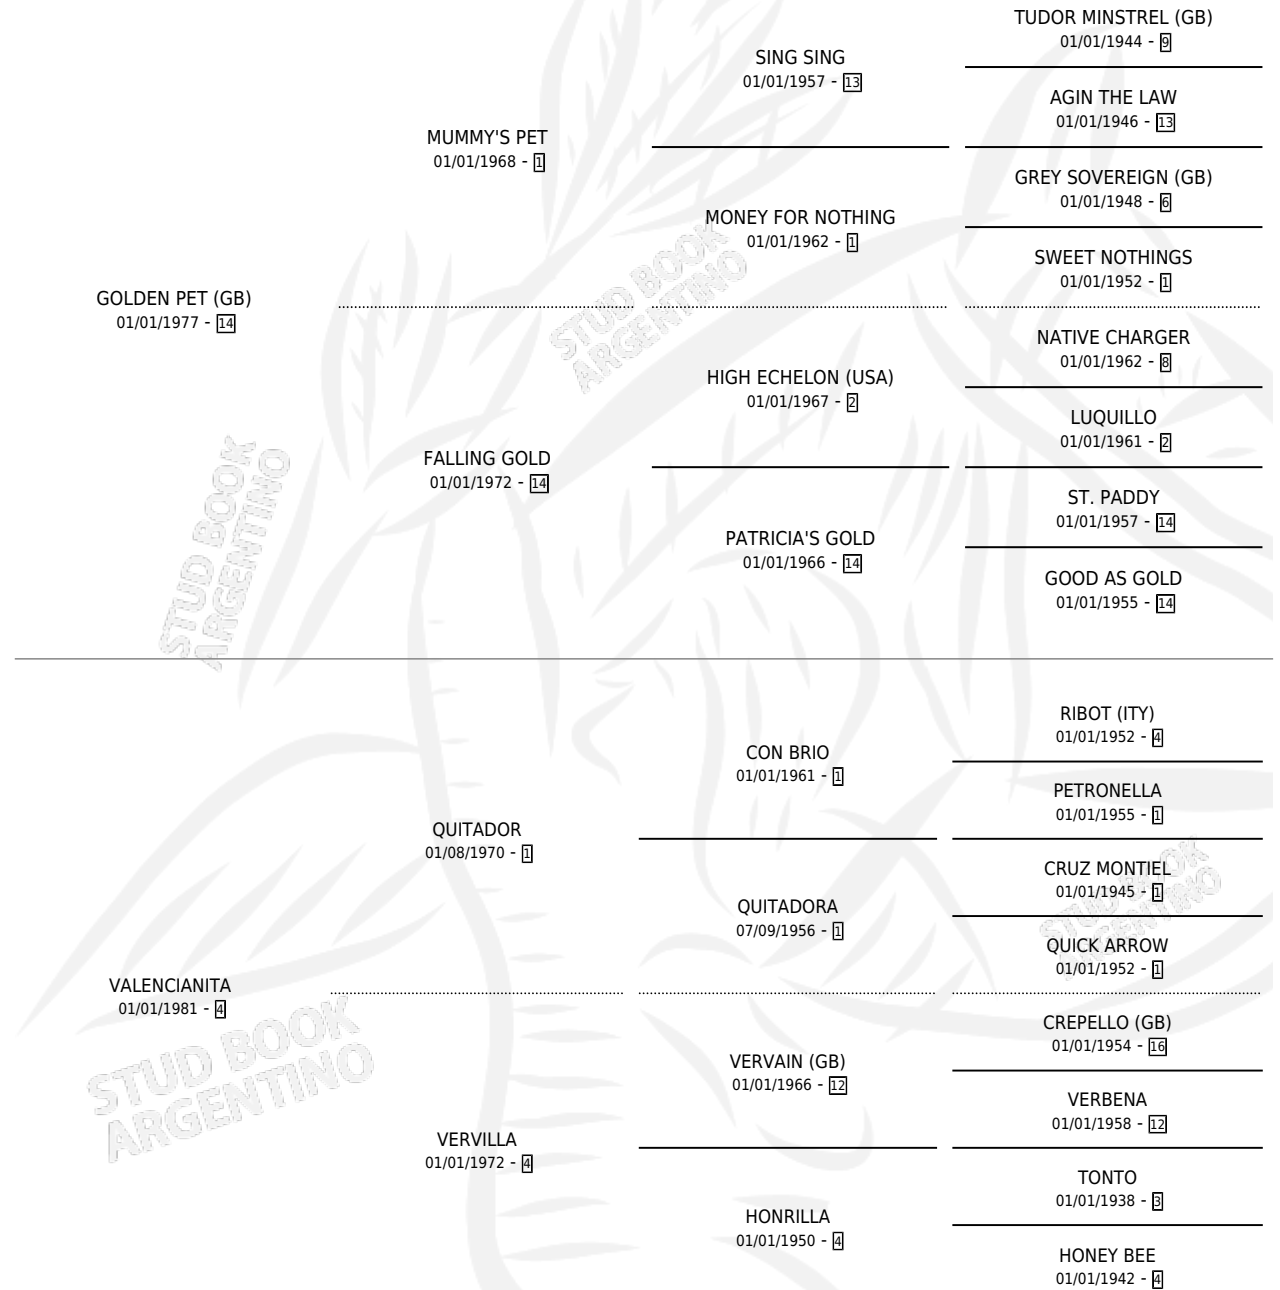 TUDOR MINSTREL (GB)
01/01/1944 - 9
SING SING
01/01/1957 - 13
AGIN THE LAW
01/01/1946 - 13
MUMMY'S PET
01/01/1968 - 1
GREY SOVEREIGN (GB)
01/01/1948 - 6
MONEY FOR NOTHING
01/01/1962 - 1
SWEET NOTHINGS
01/01/1952 - 1
GOLDEN PET (GB)
01/01/1977 - 14
NATIVE CHARGER
01/01/1962 - 8
HIGH ECHELON (USA)
01/01/1967 - 2
LUQUILLO
01/01/1961 - 2
FALLING GOLD
01/01/1972 - 14
ST. PADDY
01/01/1957 - 14
PATRICIA'S GOLD
01/01/1966 - 14
GOOD AS GOLD
01/01/1955 - 14
RIBOT (ITY)
01/01/1952 - 4
CON BRIO
01/01/1961 - 1
PETRONELLA
01/01/1955 - 1
QUITADOR
01/08/1970 - 1
CRUZ MONTIEL
01/01/1945 - 1
QUITADORA
07/09/1956 - 1
QUICK ARROW
01/01/1952 - 1
VALENCIANITA
01/01/1981 - 4
CREPELLO (GB)
01/01/1954 - 16
VERVAIN (GB)
01/01/1966 - 12
VERBENA
01/01/1958 - 12
VERVILLA
01/01/1972 - 4
TONTO
01/01/1938 - 3
HONRILLA
01/01/1950 - 4
HONEY BEE
01/01/1942 - 4
STUD BOOK
ARGENTINO
STUD BOOK
ARGENTINO
STUD BOOK
ARGENTINO
STUD BOOK
ARGENTINO